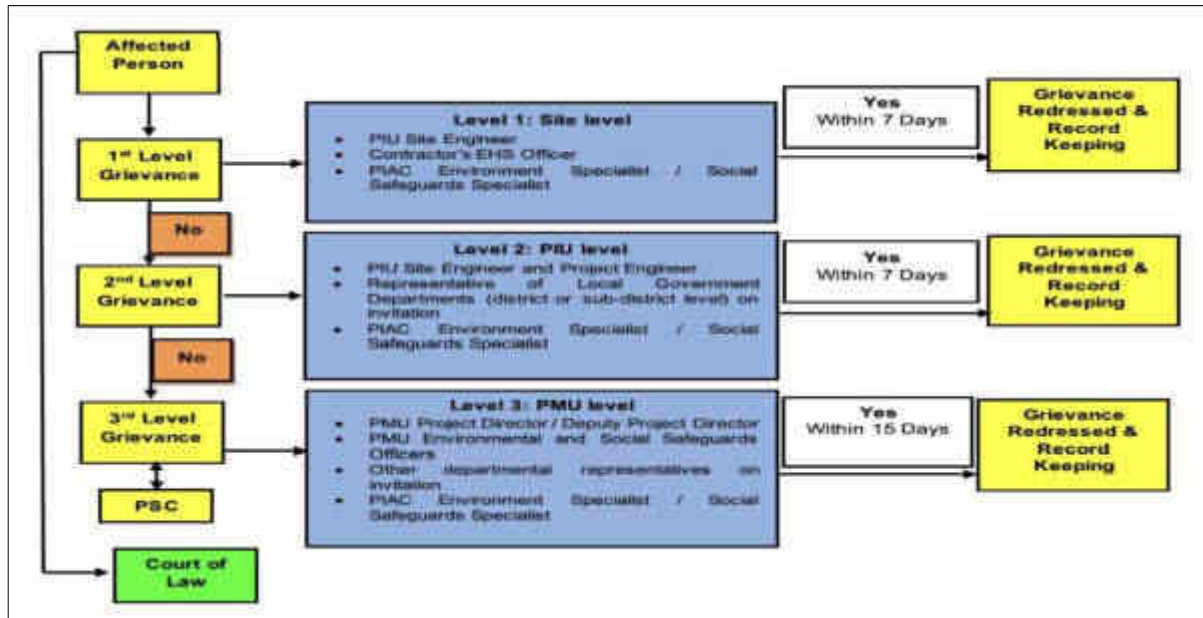 Affected
Person
1st Level
Grievance
Level 1: Site level
• PIU Site Engineer
• Contractor's EHS Officer
• PIAC Environment Specialist / Social
Safeguards Specialist
Yes
Within 7 Days
Grievance
Redressed &
Record
Keeping
No
2nd Level
Grievance
Level 2: PIU level
• PIU Site Engineer and Project Engineer
• Representative of Local Government
Departments (district or sub-district level) on
invitation
• PIAC Environment Specialist / Social
Safeguards Specialist
Yes
Within 7 Days
Grievance
Redressed &
Record
Keeping
No
3rd Level
Grievance
Level 3: PMU level
• PMU Project Director / Deputy Project Director
• PMU Environmental and Social Safeguards
Officers
• Other departmental representatives on
invitation
• PIAC Environment Specialist / Social
Safeguards Specialist
Yes
Within 15 Days
Grievance
Redressed &
Record
Keeping
PSC
Court of
Law